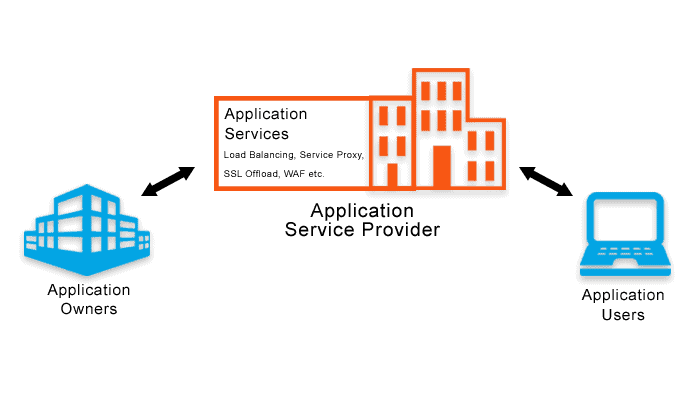 Application
Services
Load Balancing, Service Proxy,
SSL Offload, WAF etc.
Application
Service Provider
Application
Owners
Application
Users